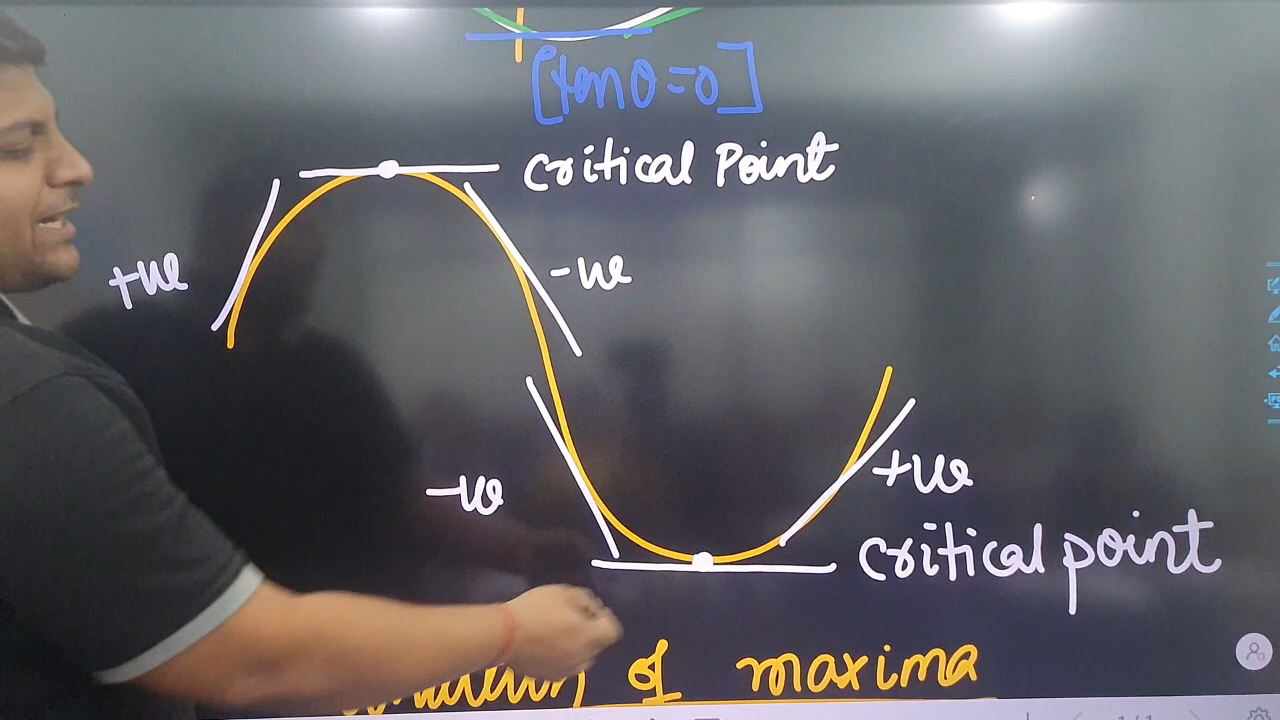 [tanθ=0]
Critical Point
+ve
-ve
-ve
+ve
Critical point
of maxima